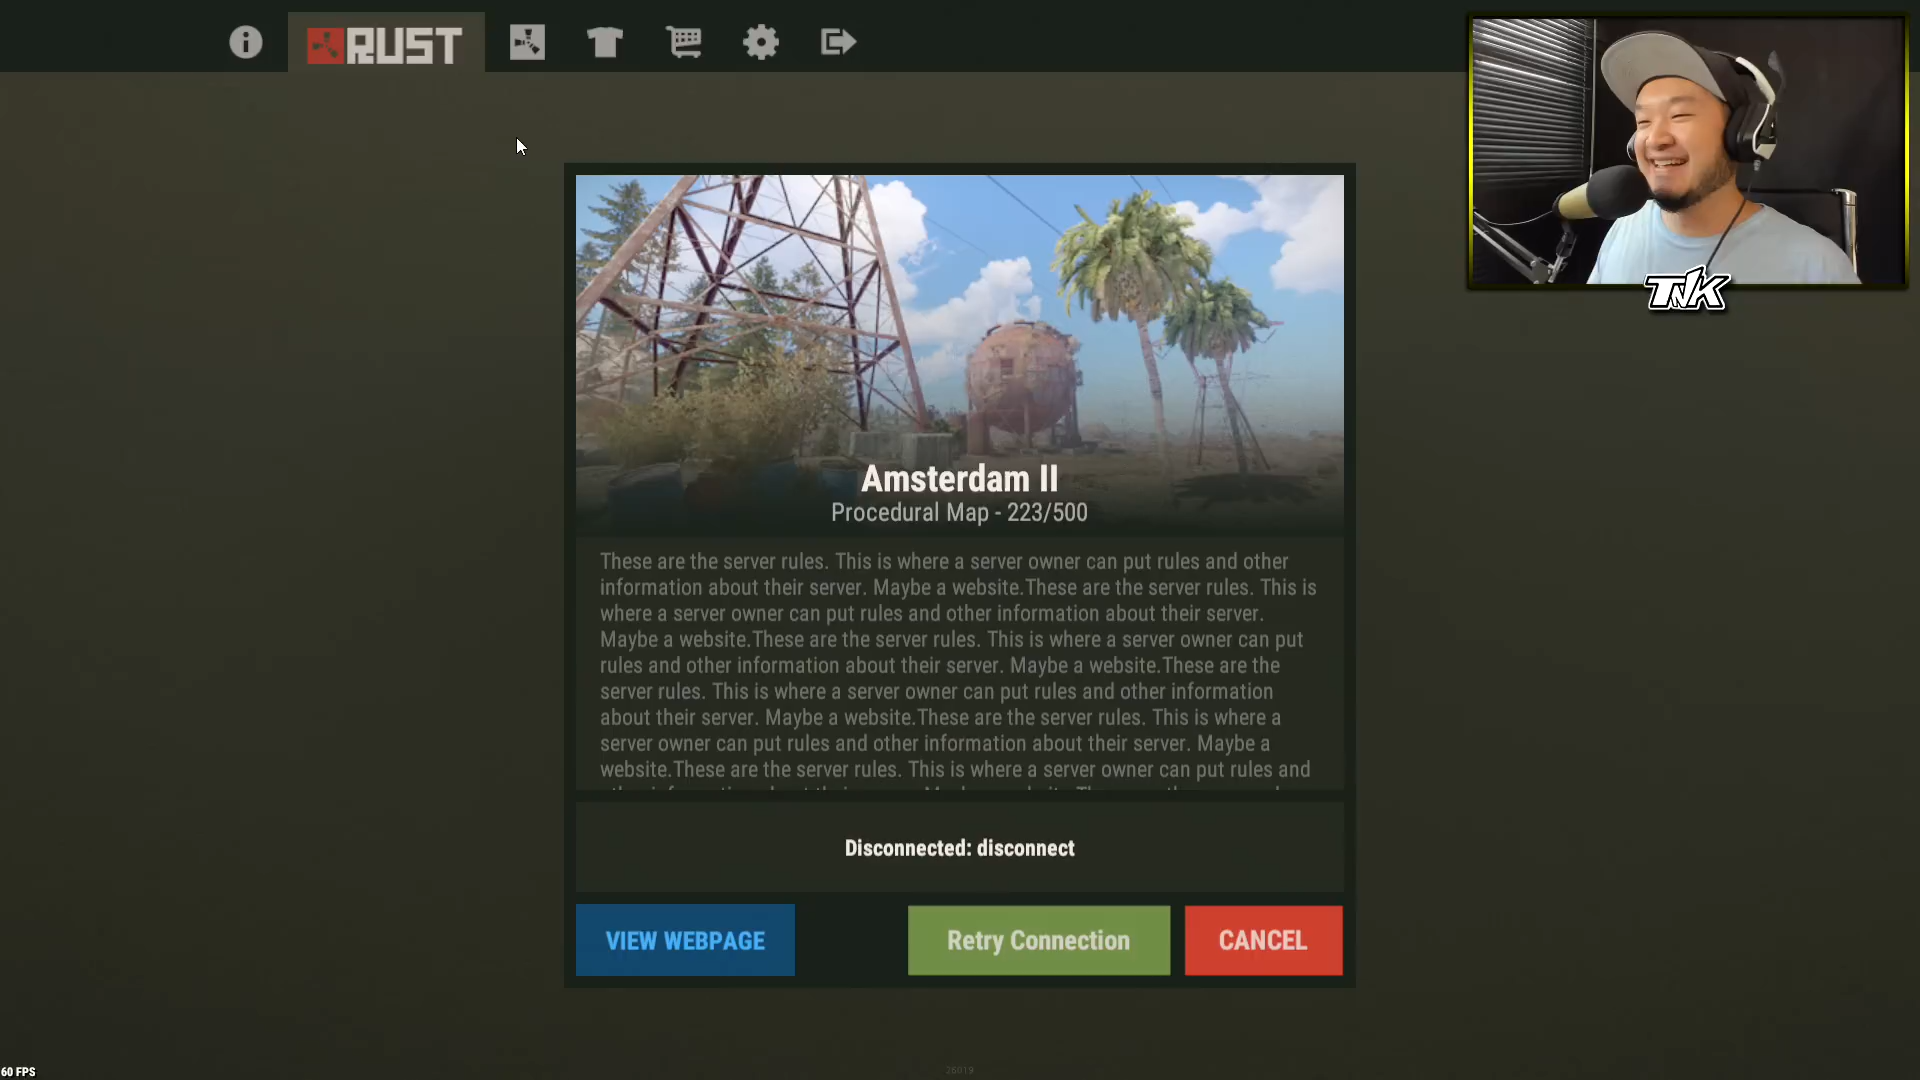 RUST
TNK
Amsterdam II
Procedural Map - 223/500
These are the server rules. This is where a server owner can put rules and other
information about their server. Maybe a website.These are the server rules. This is
where a server owner can put rules and other information about their server.
Maybe a website.These are the server rules. This is where a server owner can put
rules and other information about their server. Maybe a website.These are the
server rules. This is where a server owner can put rules and other information
about their server. Maybe a website.These are the server rules. This is where a
server owner can put rules and other information about their server. Maybe a
website.These are the server rules. This is where a server owner can put rules and
Disconnected: disconnect
VIEW WEBPAGE
Retry Connection
CANCEL
60 FPS
26019